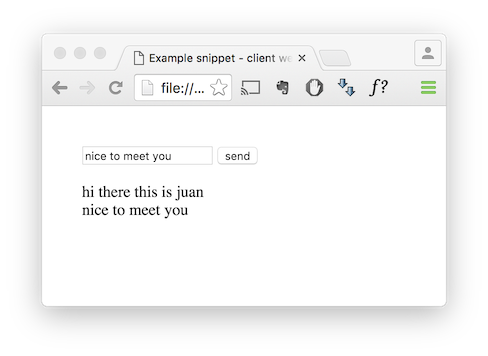 Example snippet - client we
file://...
f?
nice to meet you
send
hi there this is juan
nice to meet you